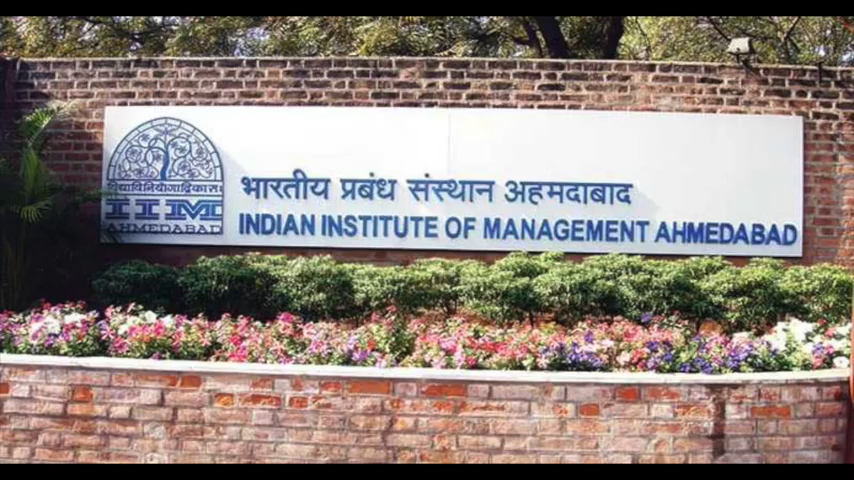 विद्याविनियोगाद्विकासः
IIM
AHMEDABAD
भारतीय प्रबंध संस्थान अहमदाबाद
INDIAN INSTITUTE OF MANAGEMENT AHMEDABAD